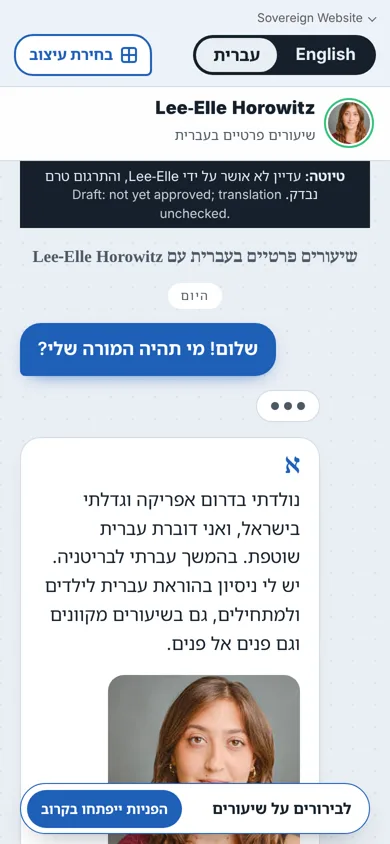 Sovereign Website
בחירת עיצוב
עברית
English
Lee-Elle Horowitz
שיעורים פרטיים בעברית
טיוטה: עדיין לא אושר על ידי Lee-Elle, והתרגום טרם
נבדק. Draft: not yet approved; translation
unchecked.
שיעורים פרטיים בעברית עם Lee-Elle Horowitz
היום
שלום! מי תהיה המורה שלי?
א
נולדתי בדרום אפריקה וגדלתי
בישראל, ואני דוברת עברית
שוטפת. בהמשך עברתי לבריטניה.
יש לי ניסיון בהוראת עברית לילדים
ולמתחילים, גם בשיעורים מקוונים
וגם פנים אל פנים.
לבירורים על שיעורים
הפניות ייפתחו בקרוב